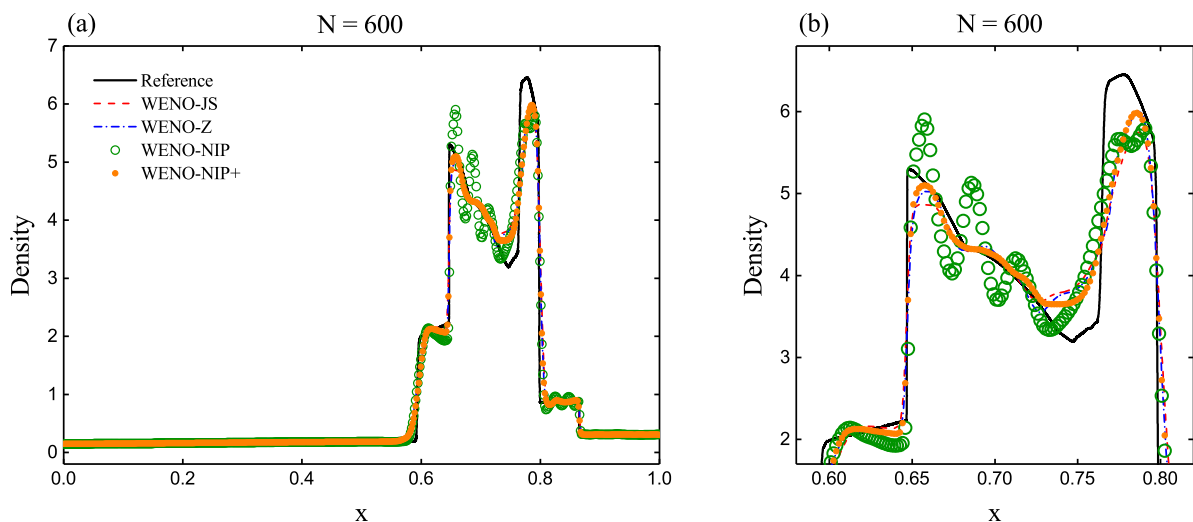 (a)
N = 600
7
6
5
4
3
2
1
0
Density
Reference
WENO-JS
WENO-Z
WENO-NIP
WENO-NIP+
0.0
0.2
0.4
0.6
0.8
1.0
x
(b)
N = 600
6
5
4
3
2
Density
0.60
0.65
0.70
0.75
0.80
x